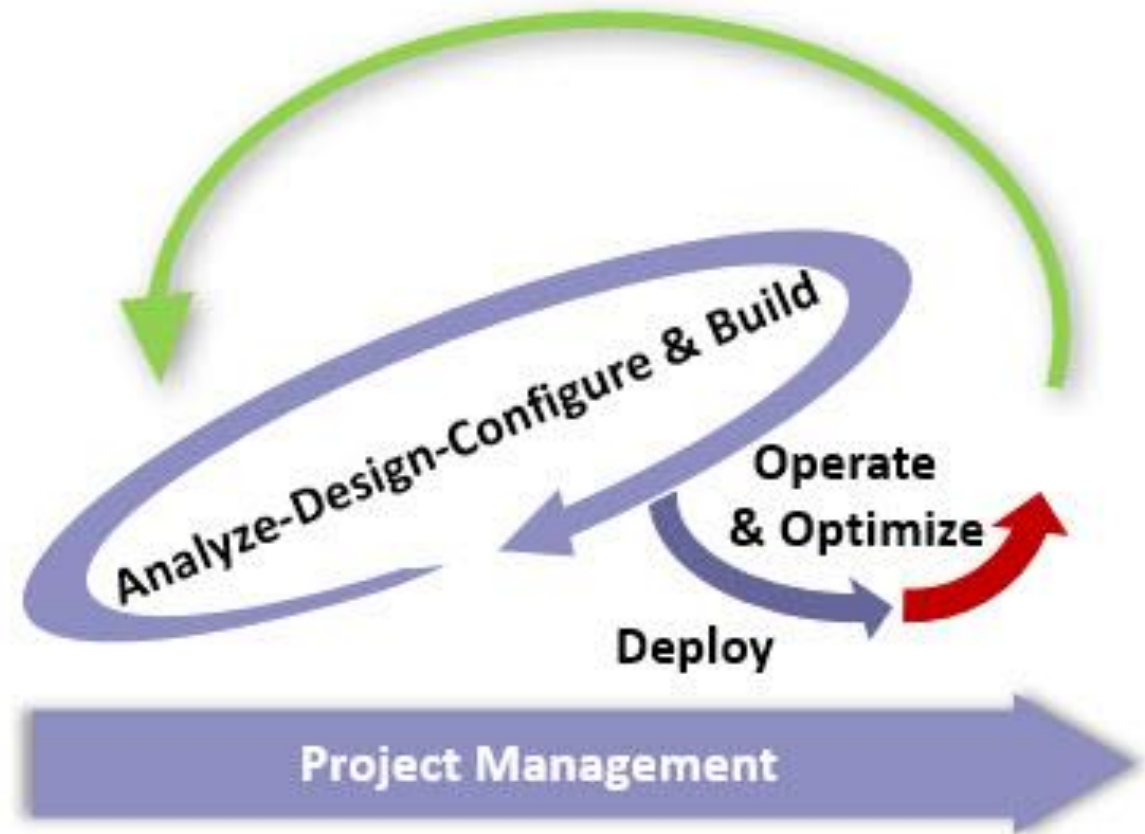 Analyze-Design-Configure & Build
Operate
& Optimize
Deploy
Project Management